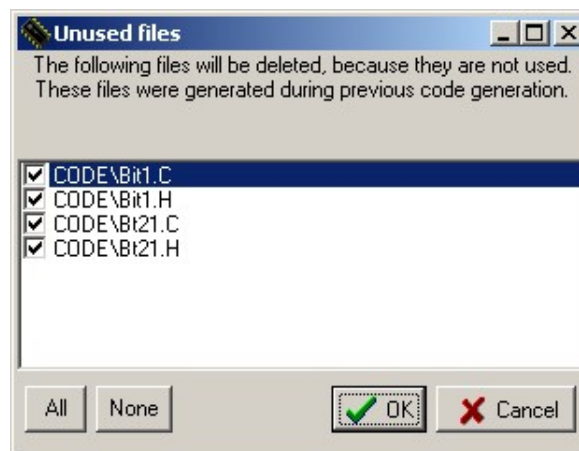 Unused files
The following files will be deleted, because they are not used.
These files were generated during previous code generation.
CODE\Bit1.C
CODE\Bit1.H
CODE\Bt21.C
CODE\Bt21.H
All None OK Cancel